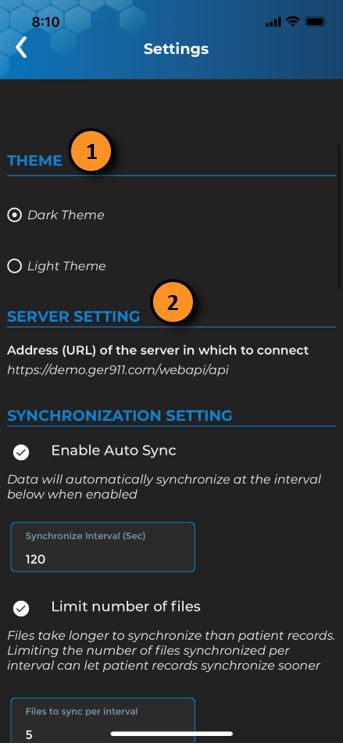 8:10
Settings
THEME 1
Dark Theme
Light Theme
SERVER SETTING 2
Address (URL) of the server in which to connect
https://demo.ger911.com/webapi/api
SYNCHRONIZATION SETTING
Enable Auto Sync
Data will automatically synchronize at the interval
below when enabled
Synchronize Interval (Sec)
120
Limit number of files
Files take longer to synchronize than patient records.
Limiting the number of files synchronized per
interval can let patient records synchronize sooner
Files to sync per interval
5